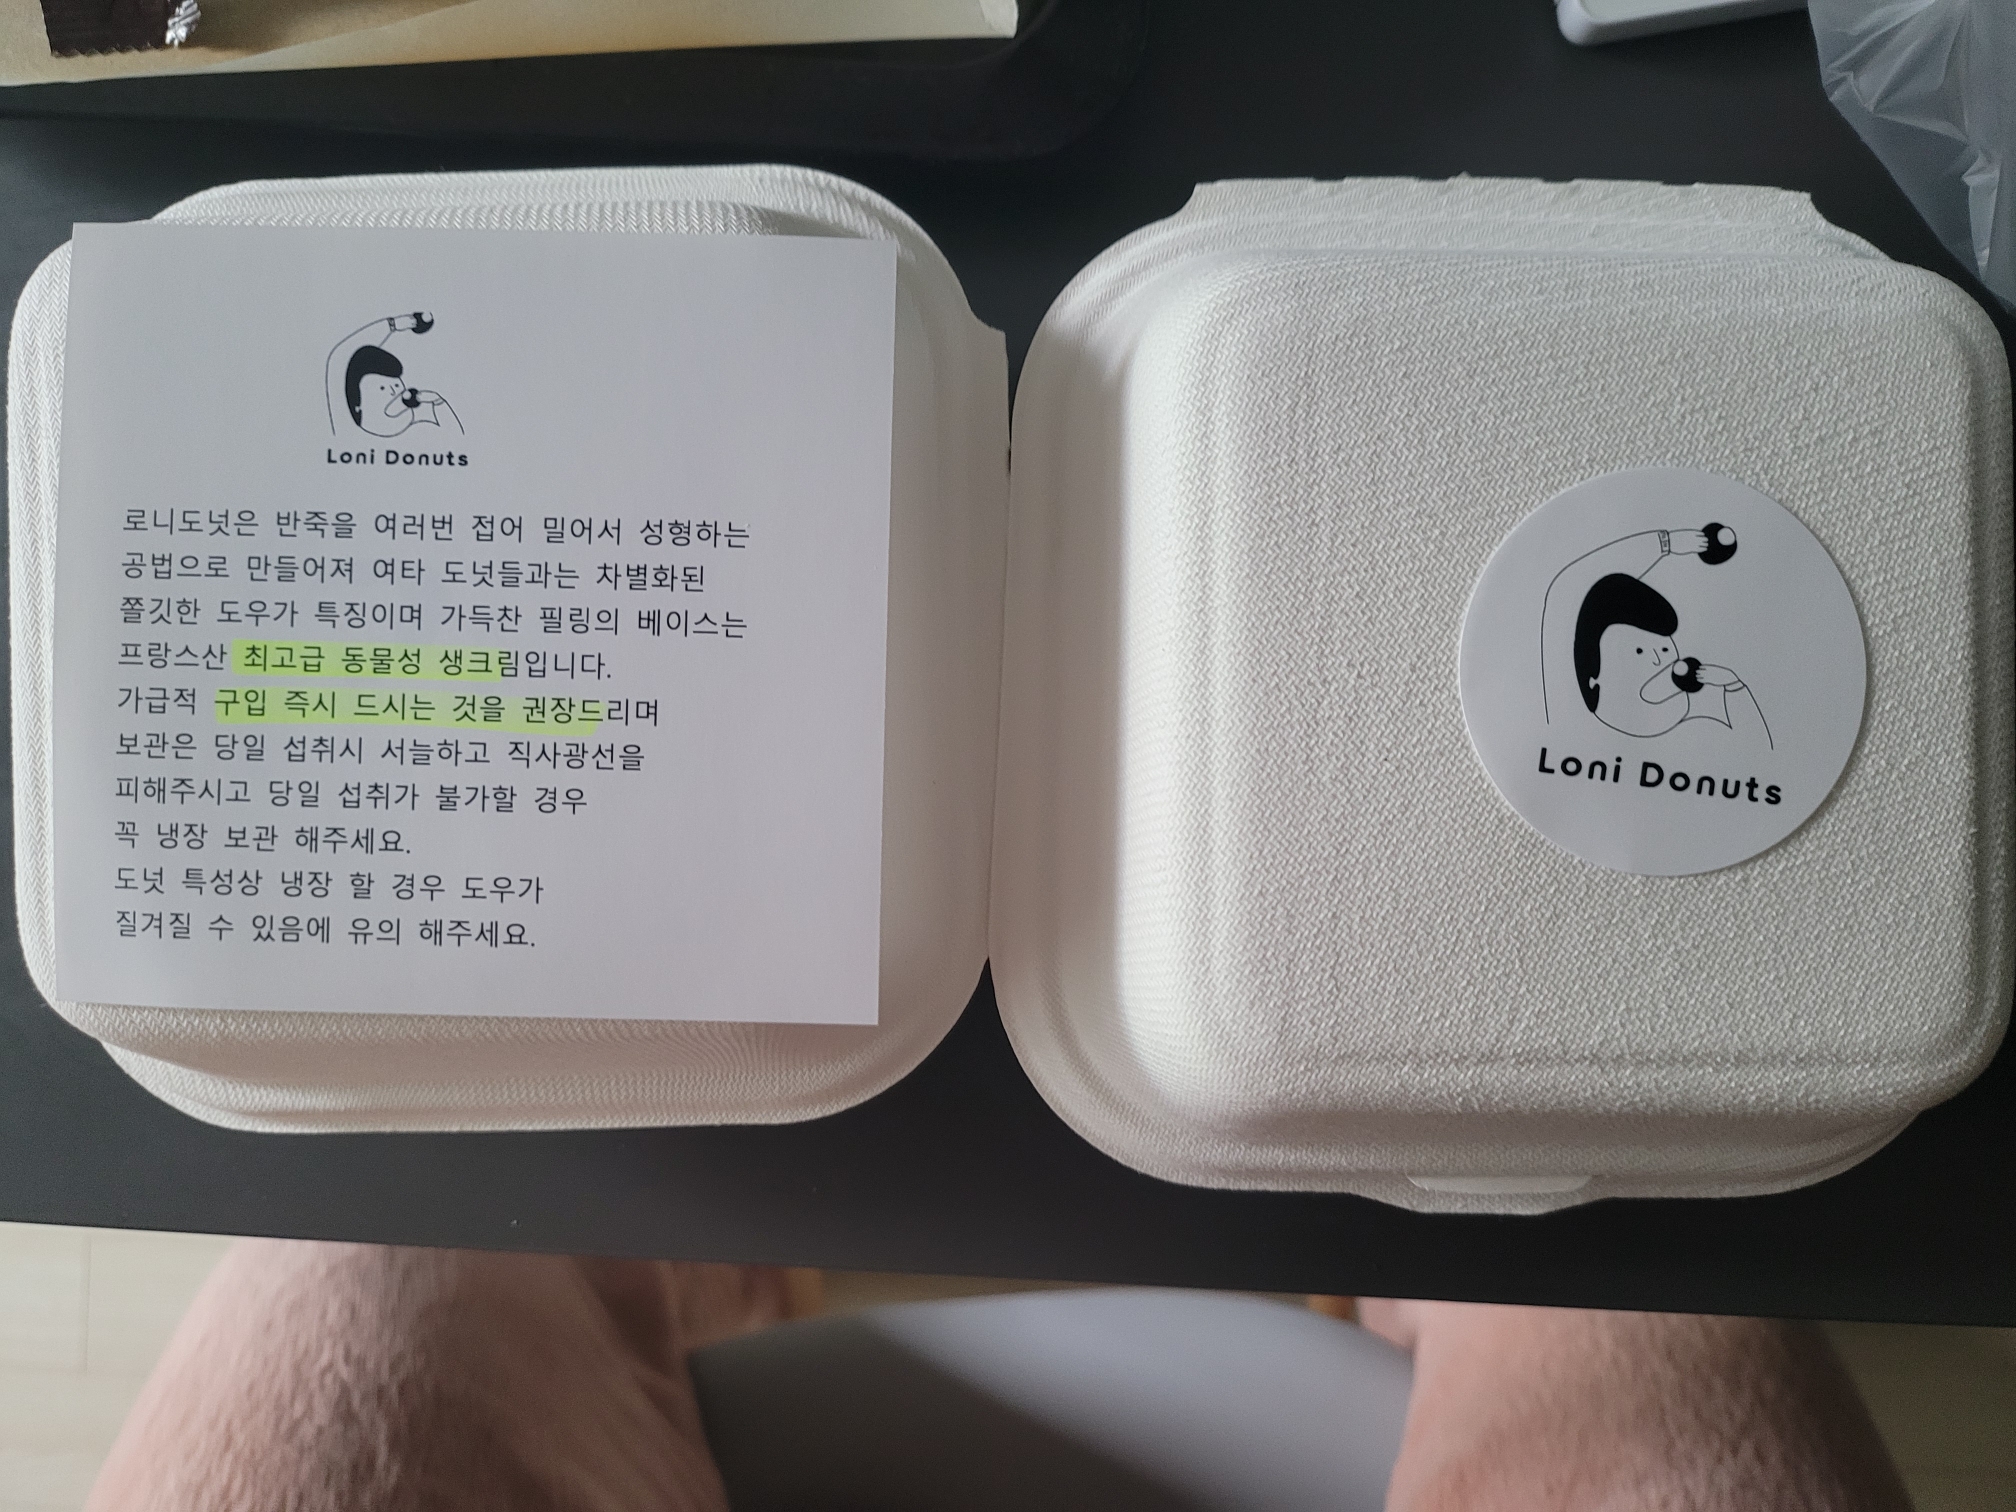 Loni Donuts
로니도넛은 반죽을 여러번 접어 밀어서 성형하는
공법으로 만들어져 여타 도넛들과는 차별화된
쫄깃한 도우가 특징이며 가득찬 필링의 베이스는
프랑스산 최고급 동물성 생크림입니다.
가급적 구입 즉시 드시는 것을 권장드리며
보관은 당일 섭취시 서늘하고 직사광선을
피해주시고 당일 섭취가 불가할 경우
꼭 냉장 보관 해주세요.
도넛 특성상 냉장 할 경우 도우가
질겨질 수 있음에 유의 해주세요.
Loni Donuts